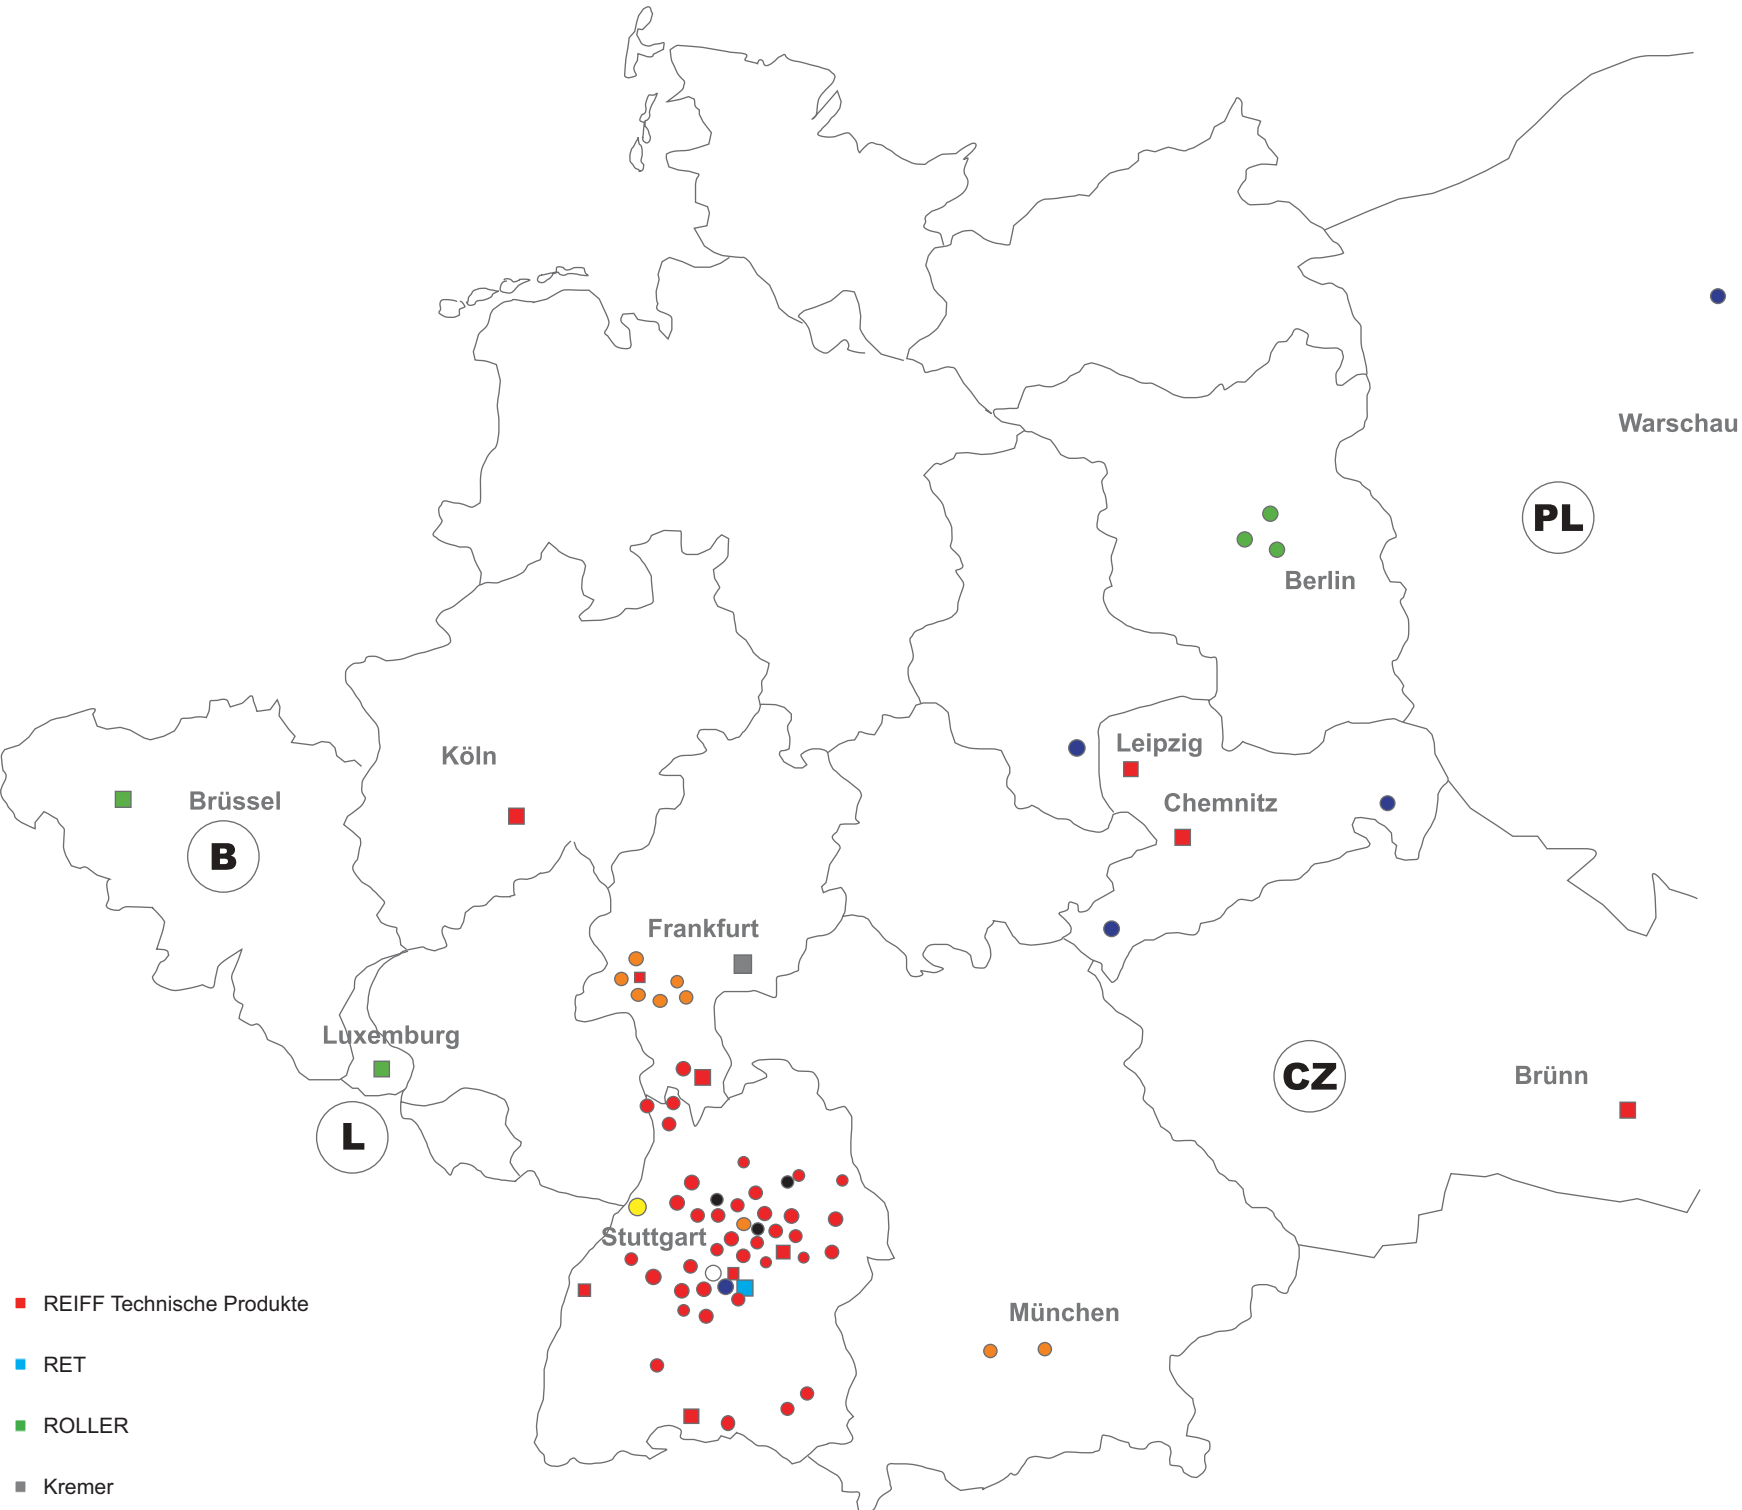 Warschau
PL
Berlin
Köln
Leipzig
Brüssel
Chemnitz
B
Frankfurt
Luxemburg
CZ
Brünn
L
Stuttgart
REIFF Technische Produkte
München
RET
ROLLER
Kremer